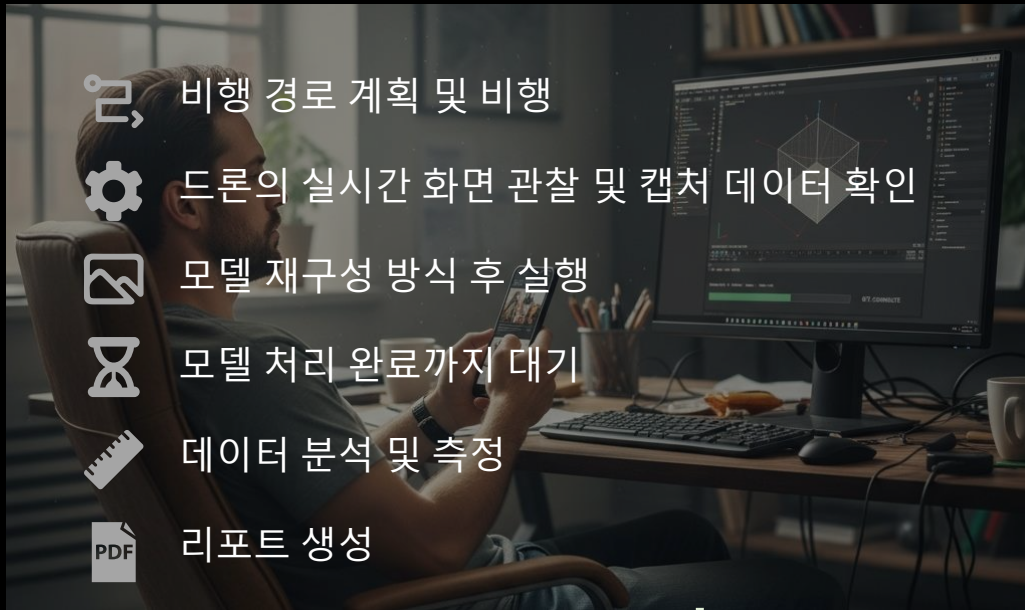 비행 경로 계획 및 비행
드론의 실시간 화면 관찰 및 캡처 데이터 확인
모델 재구성 방식 후 실행
모델 처리 완료까지 대기
데이터 분석 및 측정
PDF 리포트 생성